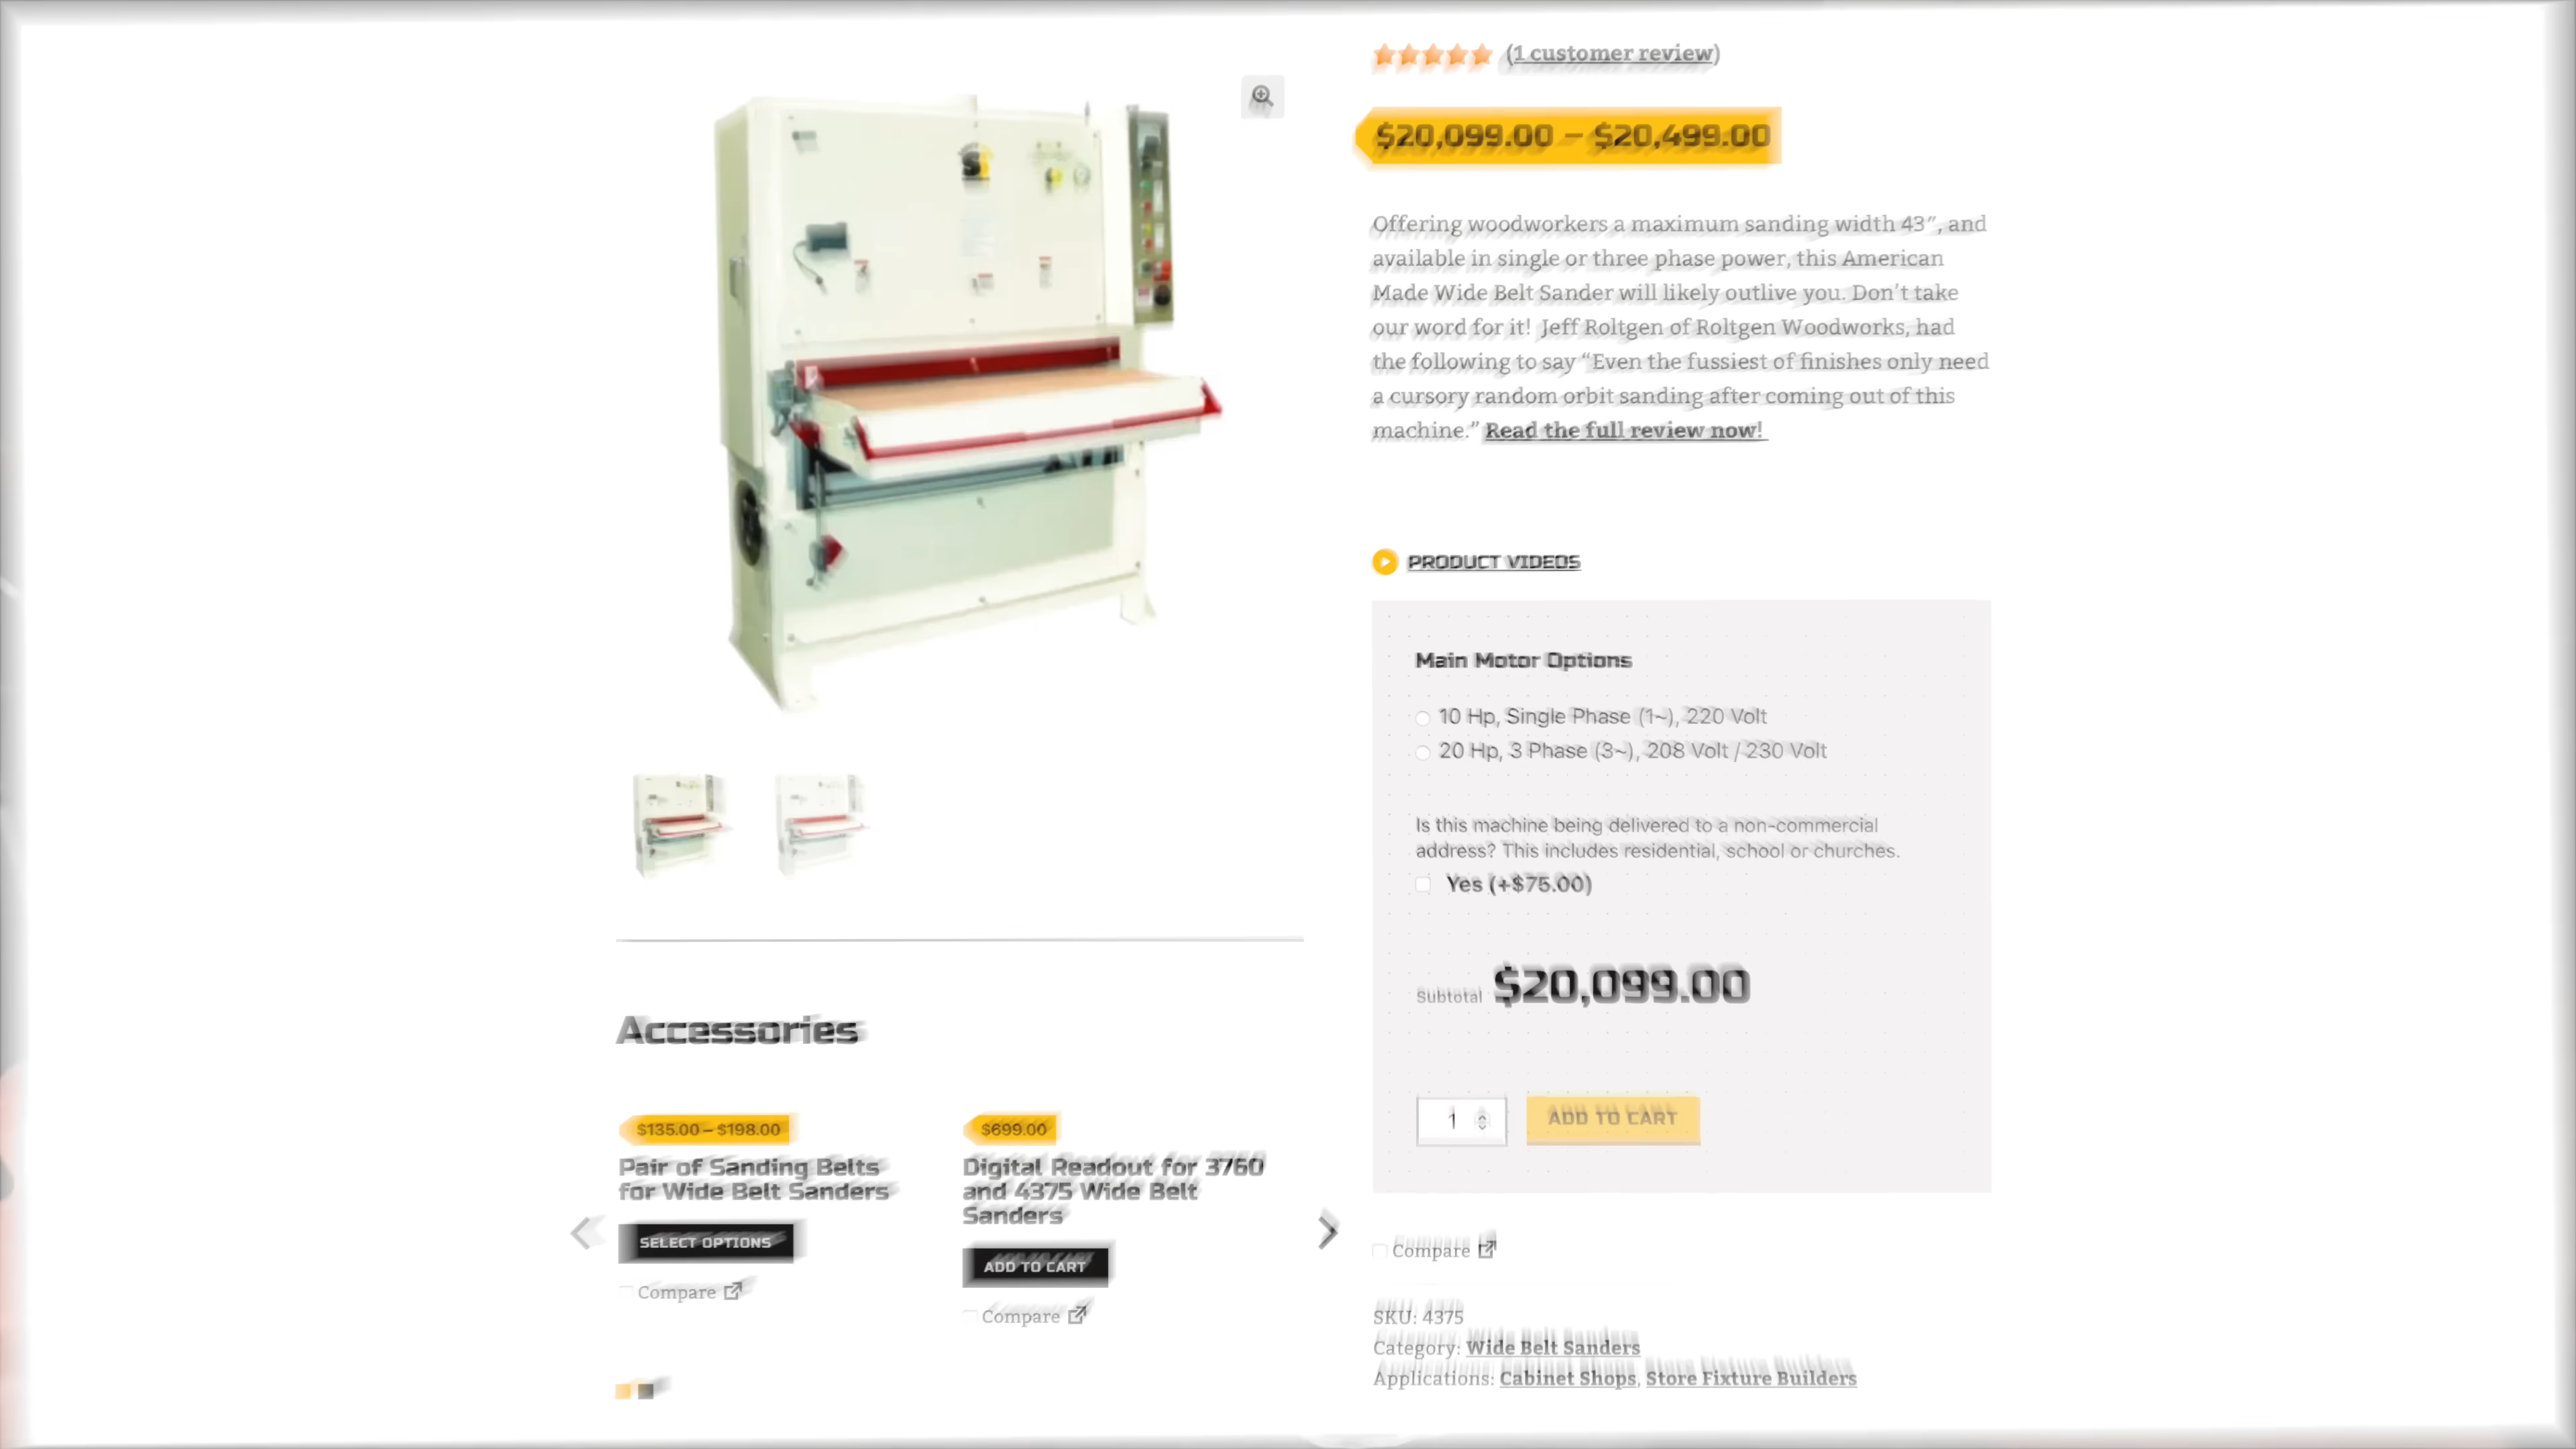 (1 customer review)
$20,099.00 – $20,499.00
Offering woodworkers a maximum sanding width 43″, and
available in single or three phase power, this American
Made Wide Belt Sander will likely outlive you. Don’t take
our word for it!  Jeff Roltgen of Roltgen Woodworks, had
the following to say “Even the fussiest of finishes only need
a cursory random orbit sanding after coming out of this
machine.” Read the full review now!
PRODUCT VIDEOS
Main Motor Options
10 Hp, Single Phase (1~), 220 Volt
20 Hp, 3 Phase (3~), 208 Volt / 230 Volt
Is this machine being delivered to a non-commercial
address? This includes residential, school or churches.
Yes (+$75.00)
Subtotal $20,099.00
1
ADD TO CART
Compare
SKU: 4375
Category: Wide Belt Sanders
Applications: Cabinet Shops, Store Fixture Builders
Accessories
$135.00 – $198.00
Pair of Sanding Belts
for Wide Belt Sanders
SELECT OPTIONS
Compare
$699.00
Digital Readout for 3760
and 4375 Wide Belt
Sanders
ADD TO CART
Compare